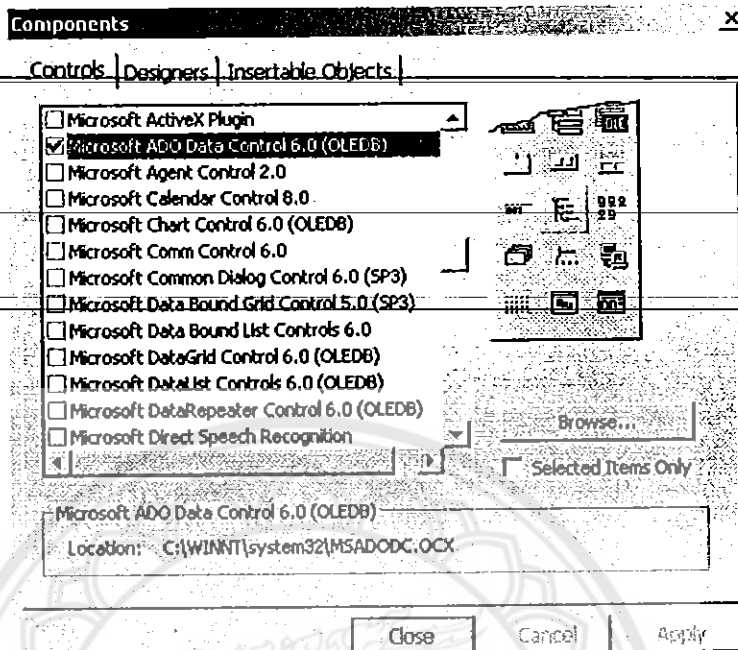 Components
Controls Designers Insertable Objects
Microsoft ActiveX Plugin
Microsoft ADO Data Control 6.0 (OLEDB)
Microsoft Agent Control 2.0
Microsoft Calendar Control 8.0
Microsoft Chart Control 6.0 (OLEDB)
Microsoft Comm Control 6.0
Microsoft Common Dialog Control 6.0 (SP3)
Microsoft Data Bound Grid Control 5.0 (SP3)
Microsoft Data Bound List Controls 6.0
Microsoft DataGrid Control 6.0 (OLEDB)
Microsoft DataList Controls 6.0 (OLEDB)
Microsoft DataRepeater Control 6.0 (OLEDB)
Microsoft Direct Speech Recognition
Browse...
Selected Items Only
Microsoft ADO Data Control 6.0 (OLEDB)
Location: C:\WINNT\system32\MSADODC.OCX
Close Cancel Apply